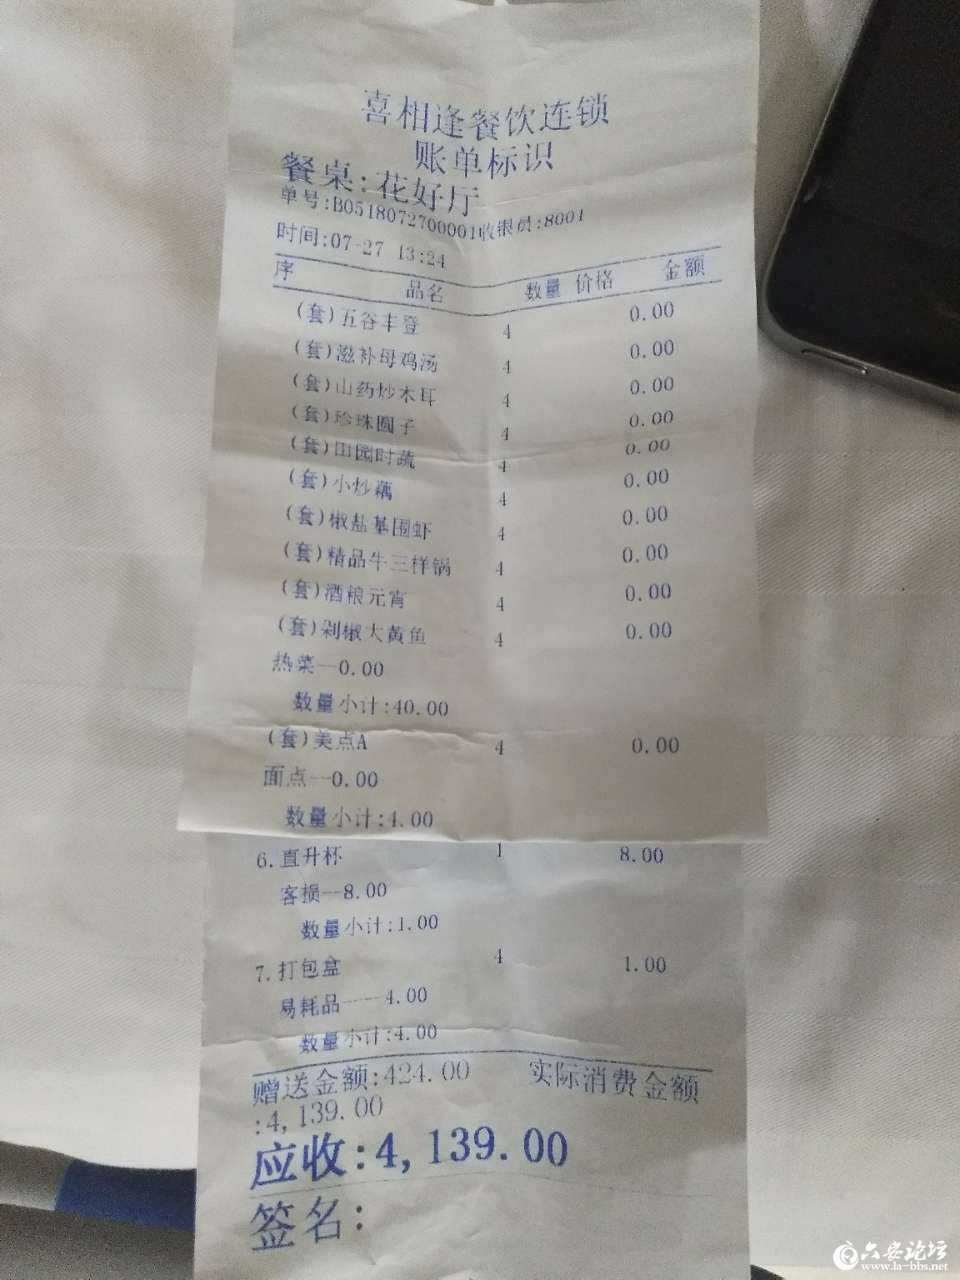 喜相逢餐饮连锁
账单标识
餐桌:花好厅
单号:B0518072700001收银员:8001
时间:07-27 13:24
序 品名 数量 价格 金额
(套)五谷丰登 4 0.00
(套)滋补母鸡汤 4 0.00
(套)山药炒木耳 4 0.00
(套)珍珠圆子 4 0.00
(套)田园时蔬 4 0.00
(套)小炒藕 4 0.00
(套)椒盐基围虾 4 0.00
(套)精品牛三样锅 4 0.00
(套)酒粮元宵 4 0.00
(套)剁椒大黄鱼 4 0.00
热菜--0.00
数量小计:40.00
(套)美点A 4 0.00
面点--0.00
数量小计:4.00
6.直升杯 1 8.00
客损--8.00
数量小计:1.00
7.打包盒 4 1.00
易耗品----4.00
数量小计:4.00
赠送金额:424.00 实际消费金额
:4,139.00
应收:4,139.00
签名:
六安论坛
www.la-bbs.net